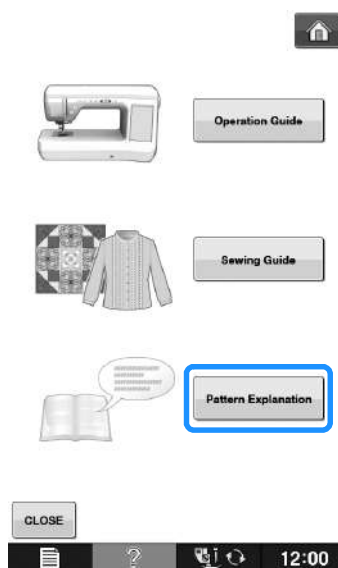 Operation Guide
Sewing Guide
Pattern Explanation
CLOSE
? 12:00